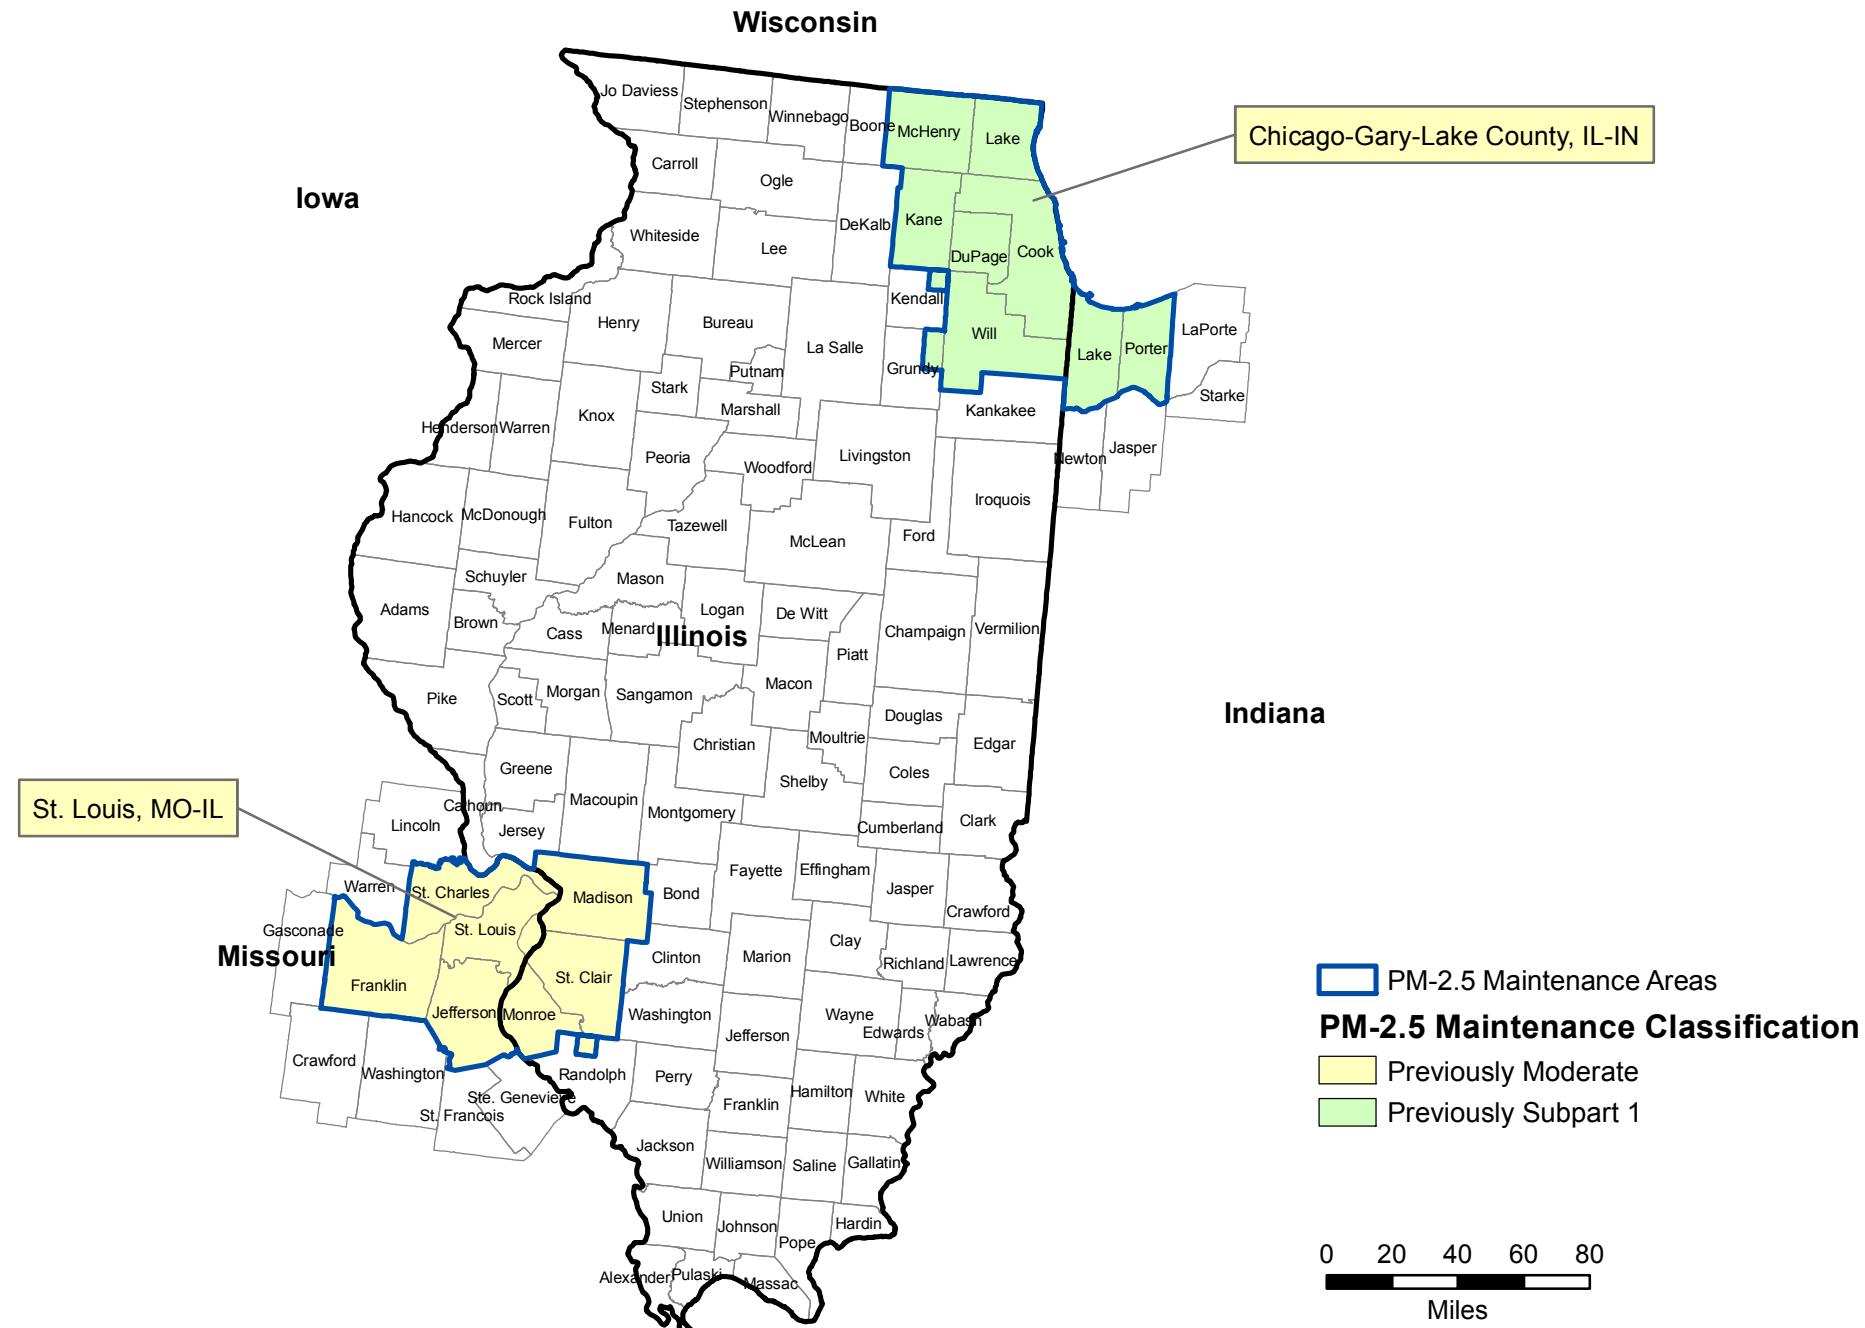 Wisconsin
Jo Daviess
Stephenson
Winnebago
Boone
McHenry
Lake
Chicago-Gary-Lake County, IL-IN
Carroll
Ogle
Iowa
Kane
DeKalb
Whiteside
Lee
DuPage
Cook
Rock Island
Kendall
Henry
Bureau
Will
LaPorte
Mercer
La Salle
Lake
Porter
Putnam
Grundy
Stark
Starke
Marshall
Kankakee
Knox
Henderson
Warren
Jasper
Peoria
Livingston
Newton
Woodford
Iroquois
Hancock
McDonough
Fulton
Tazewell
Ford
McLean
Schuyler
Mason
Adams
Logan
De Witt
Brown
Cass
Menard
Illinois
Champaign
Vermilion
Piatt
Pike
Scott
Morgan
Sangamon
Macon
Indiana
Douglas
Christian
Moultrie
Edgar
Greene
Coles
Shelby
St. Louis, MO-IL
Calhoun
Macoupin
Montgomery
Lincoln
Jersey
Cumberland
Clark
Warren
St. Charles
Madison
Bond
Fayette
Effingham
Jasper
Crawford
Gasconade
St. Louis
Clay
Missouri
Clinton
Marion
Richland
Lawrence
Franklin
St. Clair
PM-2.5 Maintenance Areas
Jefferson
Monroe
Washington
Jefferson
Wayne
Edwards
Wabash
PM-2.5 Maintenance Classification
Crawford
Washington
Randolph
Perry
Previously Moderate
Ste. Genevieve
St. Francois
Franklin
Hamilton
White
Previously Subpart 1
Jackson
Williamson
Saline
Gallatin
Union
Johnson
Pope
Hardin
Alexander
Pulaski
Massac
0 20 40 60 80
Miles